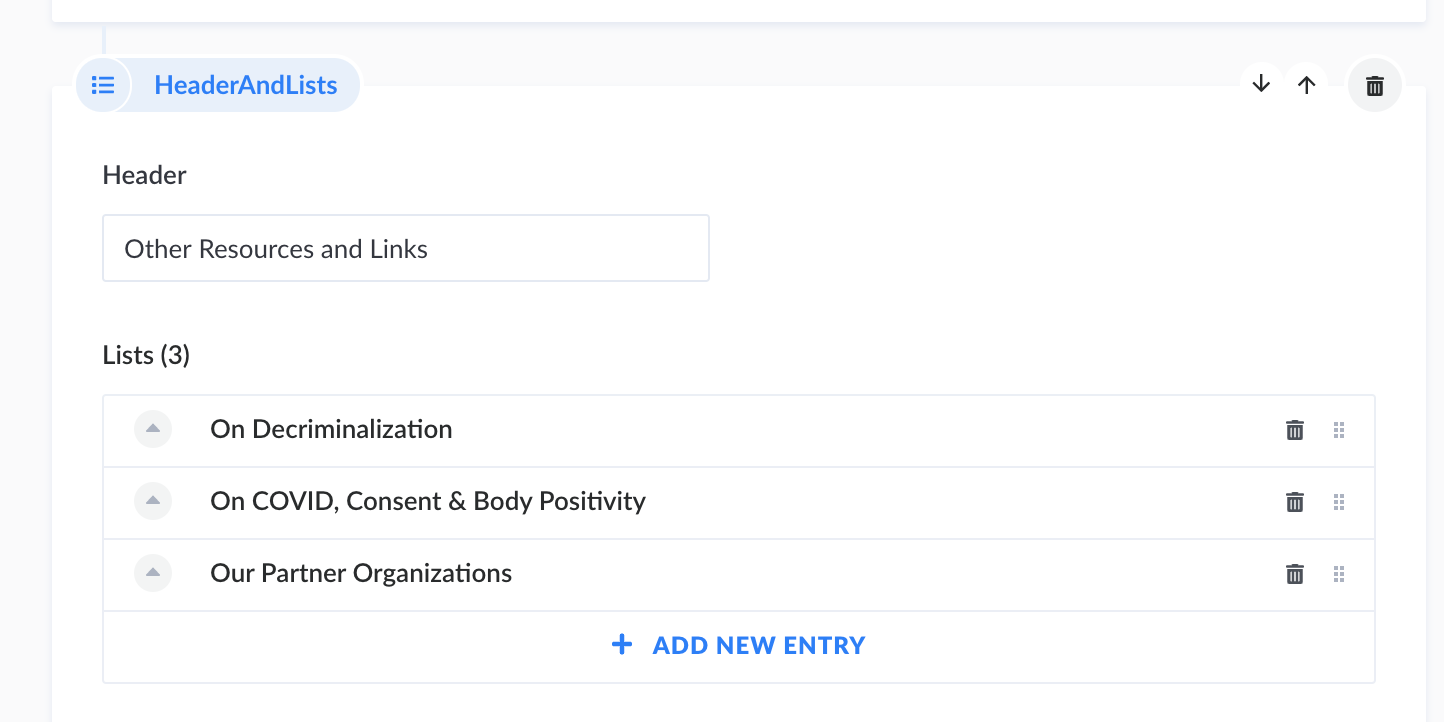 HeaderAndLists
Header
Other Resources and Links
Lists (3)
On Decriminalization
On COVID, Consent & Body Positivity
Our Partner Organizations
ADD NEW ENTRY